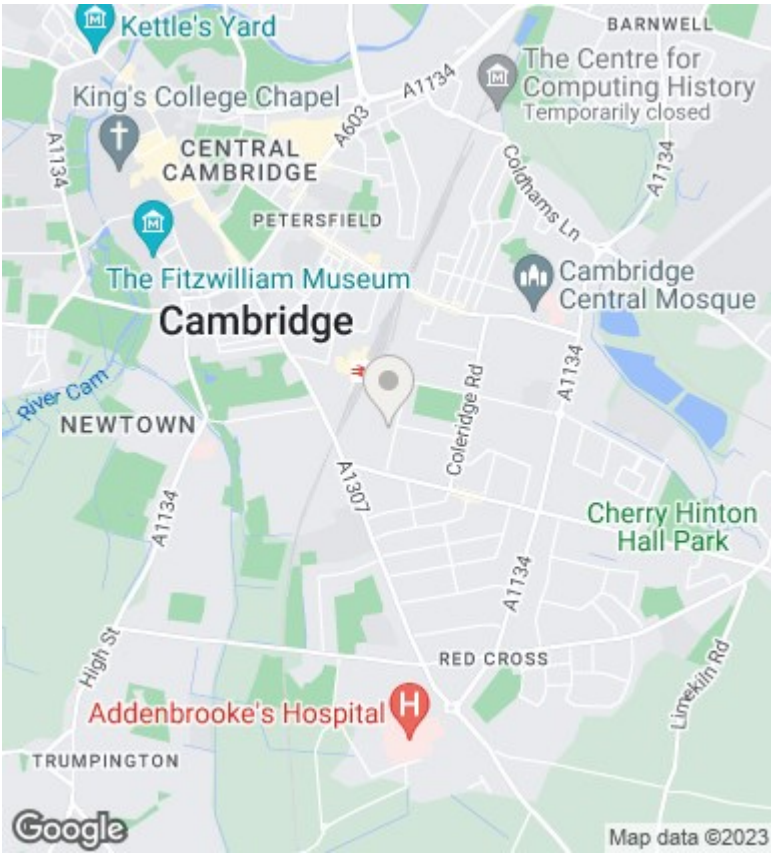 BARNWELL
Kettle's Yard
A1134
The Centre for
Computing History
Temporarily closed
King's College Chapel
A603
A1134
A1134
CENTRAL
CAMBRIDGE
Coldhams Ln
PETERSFIELD
The Fitzwilliam Museum
Cambridge
Central Mosque
Cambridge
River Cam
Coleridge Rd
A1134
NEWTOWN
A1307
A1134
Cherry Hinton
Hall Park
A1134
High St
RED CROSS
Limekiln Rd
H
Addenbrooke's Hospital
TRUMPINGTON
Google
Map data ©2023